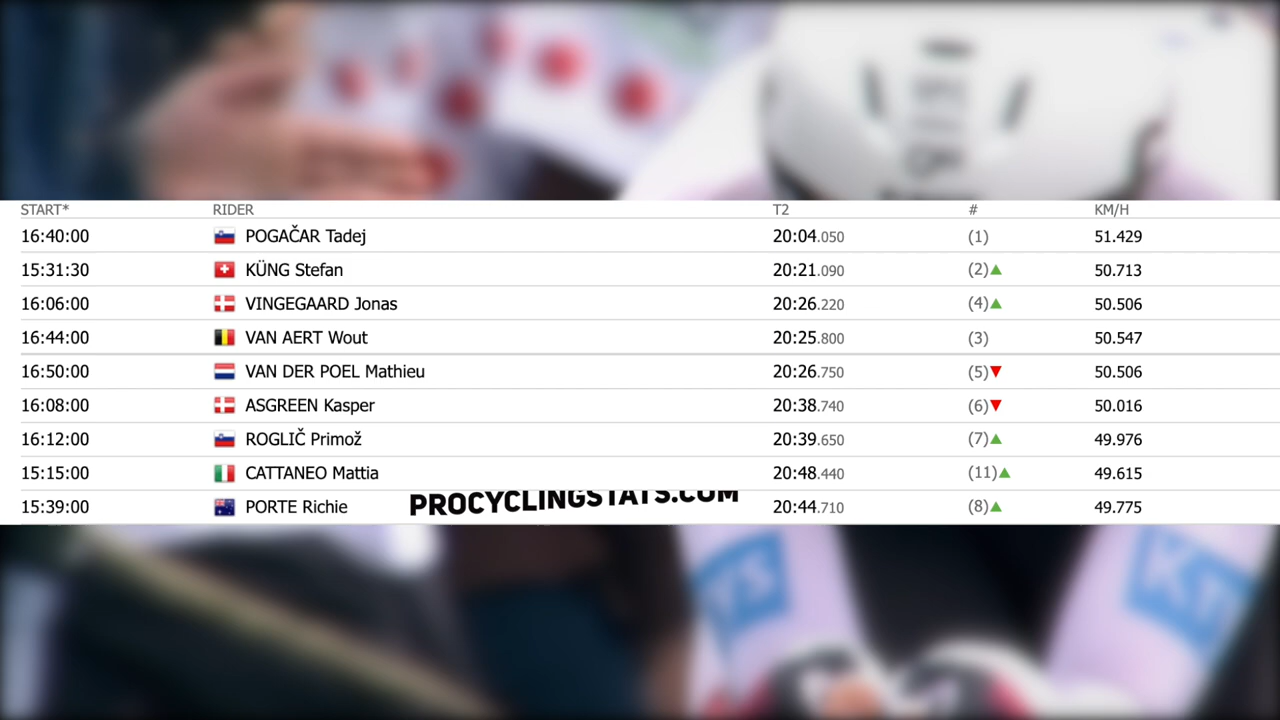 START* RIDER T2 # KM/H
16:40:00 POGAČAR Tadej 20:04.050 (1) 51.429
15:31:30 KÜNG Stefan 20:21.090 (2)▲ 50.713
16:06:00 VINGEGAARD Jonas 20:26.220 (4)▲ 50.506
16:44:00 VAN AERT Wout 20:25.800 (3) 50.547
16:50:00 VAN DER POEL Mathieu 20:26.750 (5)▼ 50.506
16:08:00 ASGREEN Kasper 20:38.740 (6)▼ 50.016
16:12:00 ROGLIČ Primož 20:39.650 (7)▲ 49.976
15:15:00 CATTANEO Mattia 20:48.440 (11)▲ 49.615
15:39:00 PORTE Richie 20:44.710 (8)▲ 49.775
PROCYCLINGSTATS.COM